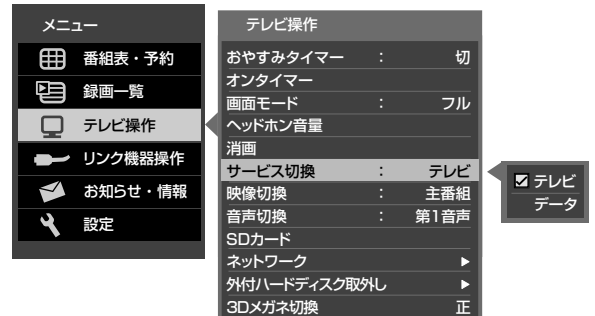 メニュー
番組表・予約
録画一覧
テレビ操作
リンク機器操作
お知らせ・情報
設定
テレビ操作
おやすみタイマー : 切
オンタイマー
画面モード : フル
ヘッドホン音量
消画
サービス切換 : テレビ
映像切換 : 主番組
音声切換 : 第1音声
SDカード
ネットワーク ▶
外付ハードディスク取外し ▶
3Dメガネ切換 正
テレビ
データ